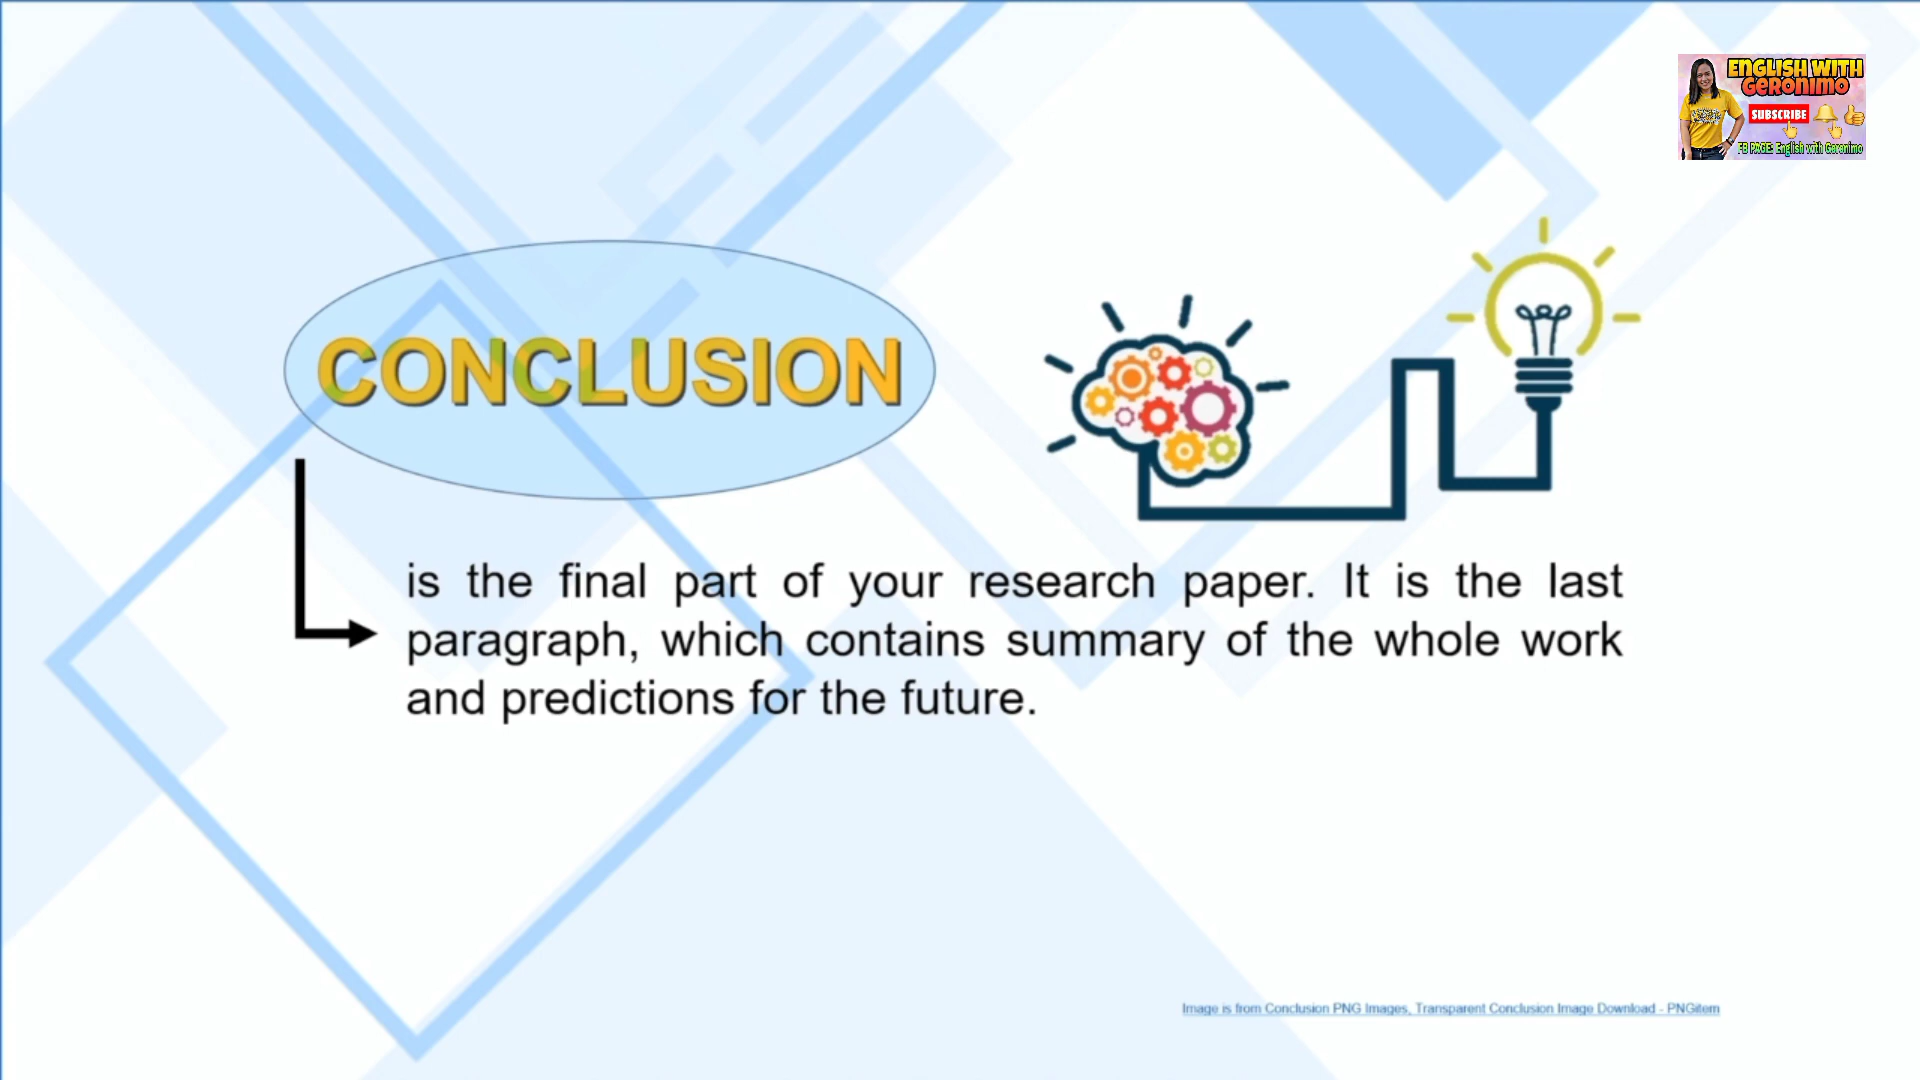 ENGLISH WITH
GERONIMO
SUBSCRIBE
FB PAGE: English with Geronimo
CONCLUSION
is the final part of your research paper. It is the last
paragraph, which contains summary of the whole work
and predictions for the future.
Image is from Conclusion PNG Images, Transparent Conclusion Image Download - PNGitem